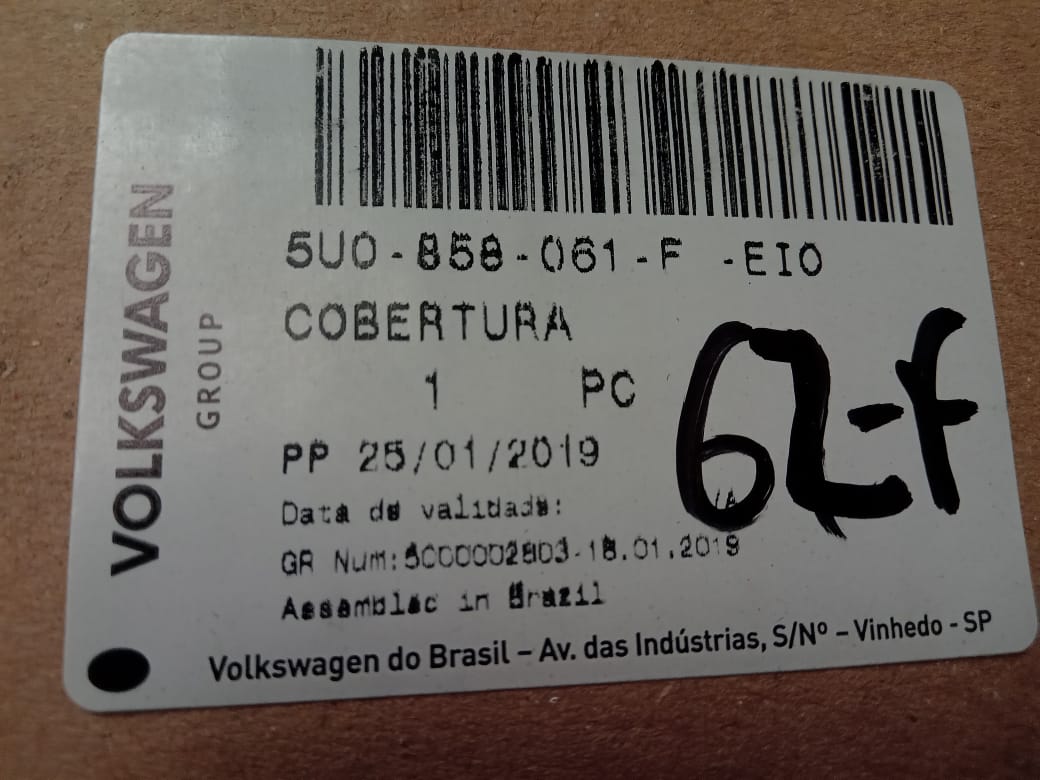 VOLKSWAGEN
GROUP
5U0-858-061-F -EIO
COBERTURA
1 PC
PP 25/01/2019
62-f
Data de validade:
GR Num:5000002803-18.01.2019
Assembled in Brazil
Volkswagen do Brasil – Av. das Indústrias, S/Nº – Vinhedo - SP